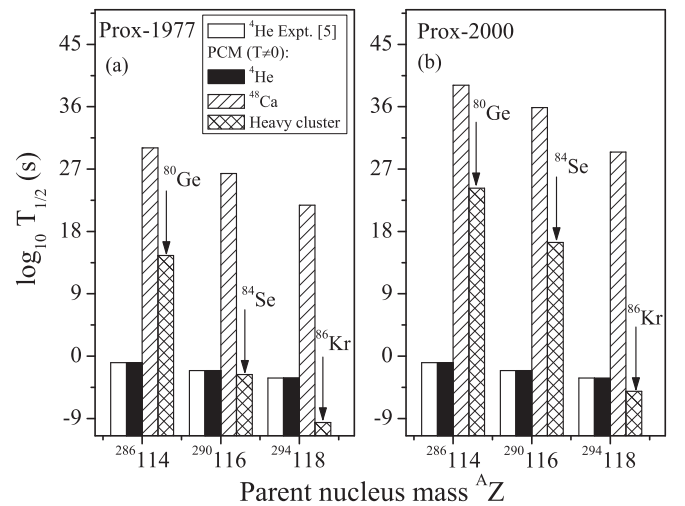 Prox-1977
⁴He Expt. [5]
PCM (T≠0):
⁴He
⁴⁸Ca
Heavy cluster
(a)
⁸⁰Ge
⁸⁴Se
⁸⁶Kr
Prox-2000
(b)
⁸⁰Ge
⁸⁴Se
⁸⁶Kr
log₁₀ T₁/₂ (s)
45
36
27
18
9
0
-9
45
36
27
18
9
0
-9
²⁸⁶114 ²⁹⁰116 ²⁹⁴118
²⁸⁶114 ²⁹⁰116 ²⁹⁴118
Parent nucleus mass ᴬZ